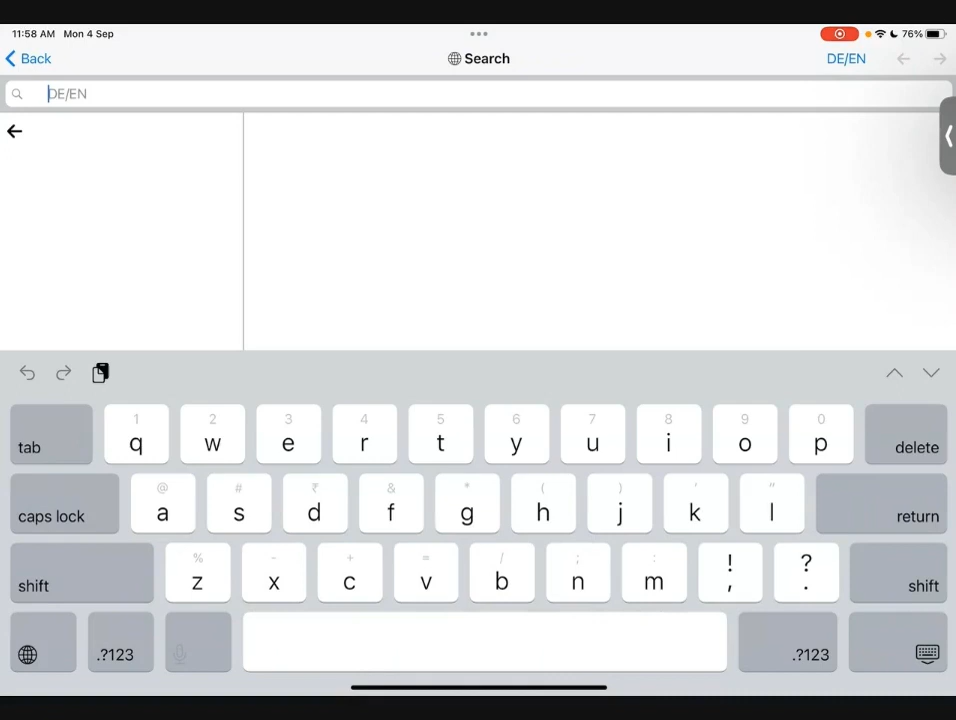 11:58 AM Mon 4 Sep
76%
Back
Search
DE/EN
DE/EN
1 2 3 4 5 6 7 8 9 0
tab q w e r t y u i o p delete
@ # ₹ & * ( ) ' "
caps lock a s d f g h j k l return
% - + = / ; : ! ?
shift z x c v b n m , . shift
.?123 .?123